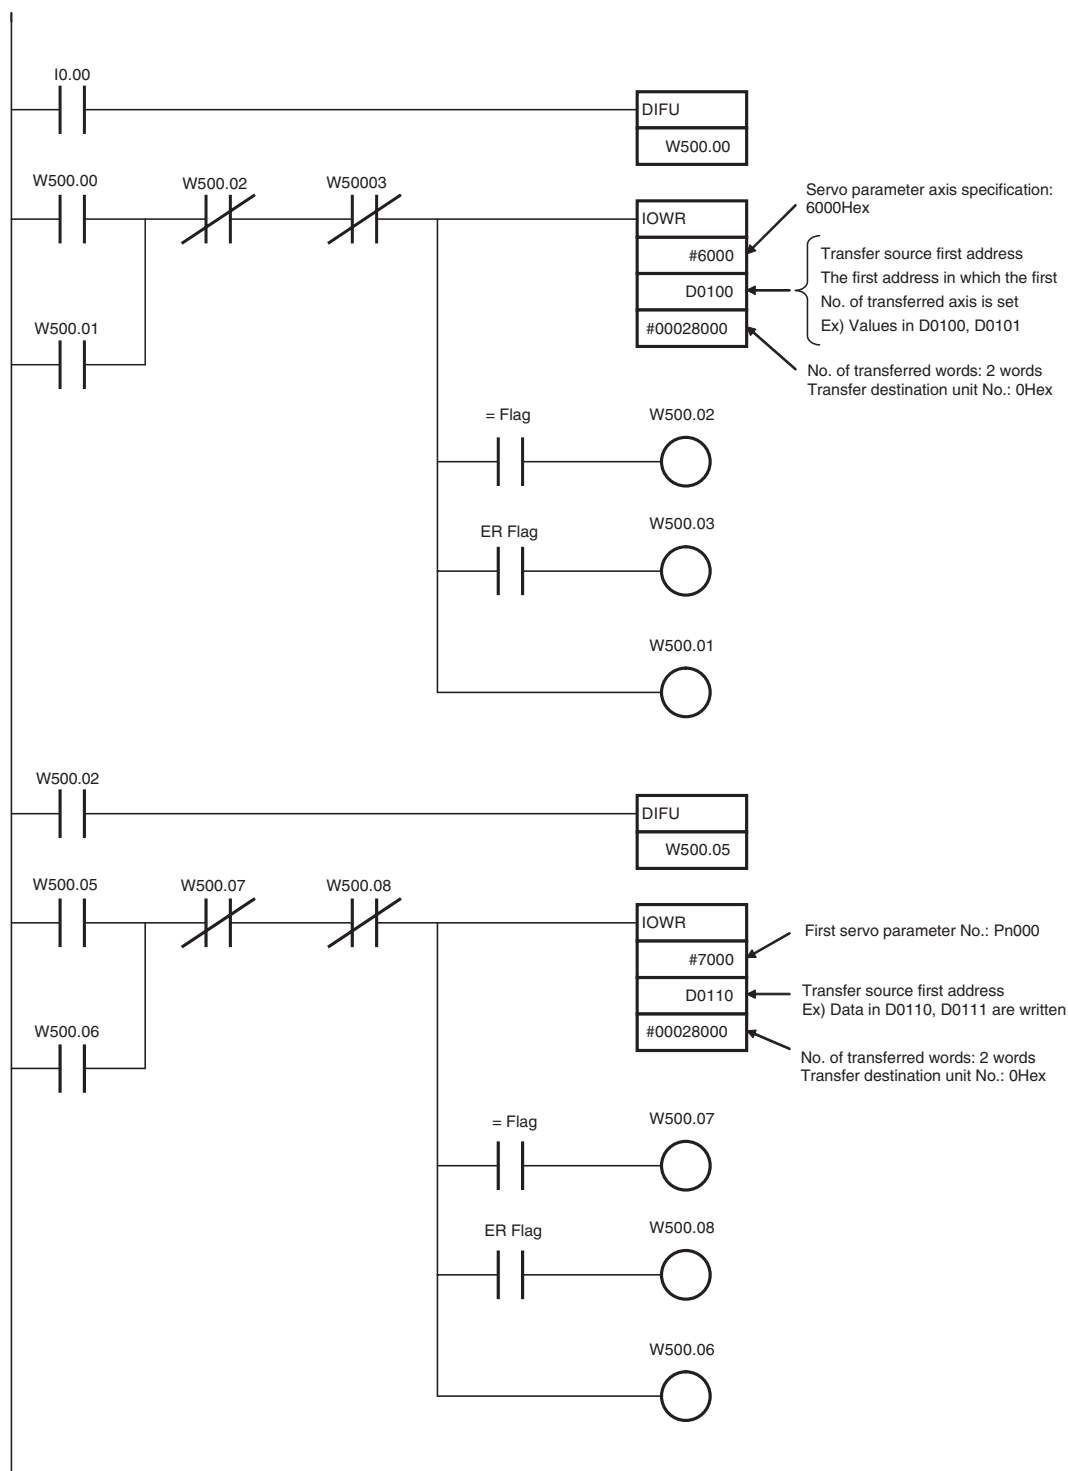 I0.00
DIFU
W500.00
W500.00
W500.02
W50003
IOWR
#6000
D0100
#00028000
Servo parameter axis specification:
6000Hex
Transfer source first address
The first address in which the first
No. of transferred axis is set
Ex) Values in D0100, D0101
No. of transferred words: 2 words
Transfer destination unit No.: 0Hex
W500.01
= Flag
W500.02
ER Flag
W500.03
W500.01
W500.02
DIFU
W500.05
W500.05
W500.07
W500.08
IOWR
#7000
D0110
#00028000
First servo parameter No.: Pn000
Transfer source first address
Ex) Data in D0110, D0111 are written
No. of transferred words: 2 words
Transfer destination unit No.: 0Hex
W500.06
= Flag
W500.07
ER Flag
W500.08
W500.06